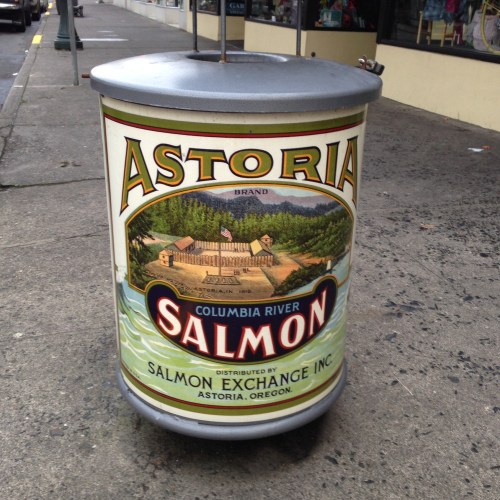 ASTORIA
BRAND
COLUMBIA RIVER
SALMON
DISTRIBUTED BY
SALMON EXCHANGE INC.
ASTORIA, OREGON.